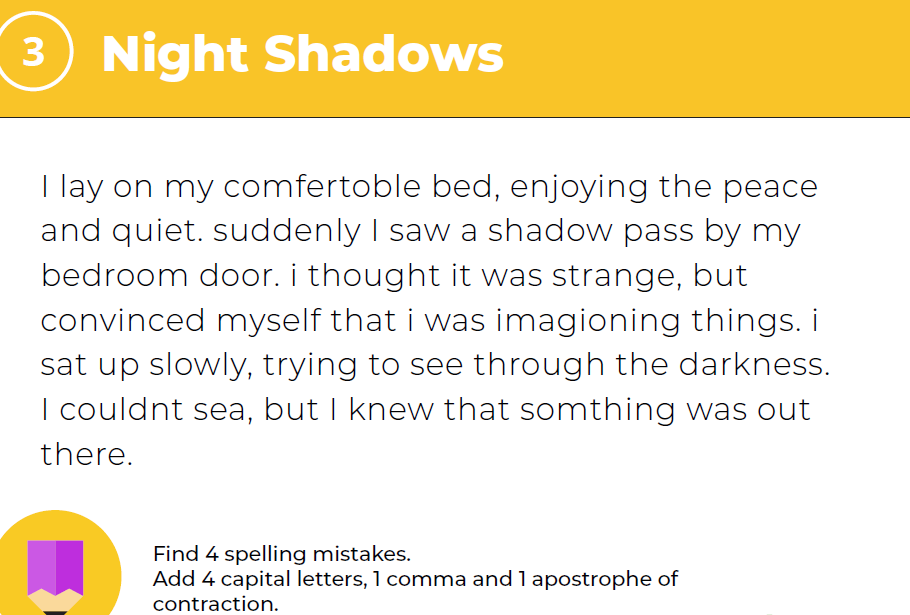 3 Night Shadows
I lay on my comfertoble bed, enjoying the peace
and quiet. suddenly I saw a shadow pass by my
bedroom door. i thought it was strange, but
convinced myself that i was imagioning things. i
sat up slowly, trying to see through the darkness.
I couldnt sea, but I knew that somthing was out
there.
Find 4 spelling mistakes.
Add 4 capital letters, 1 comma and 1 apostrophe of
contraction.